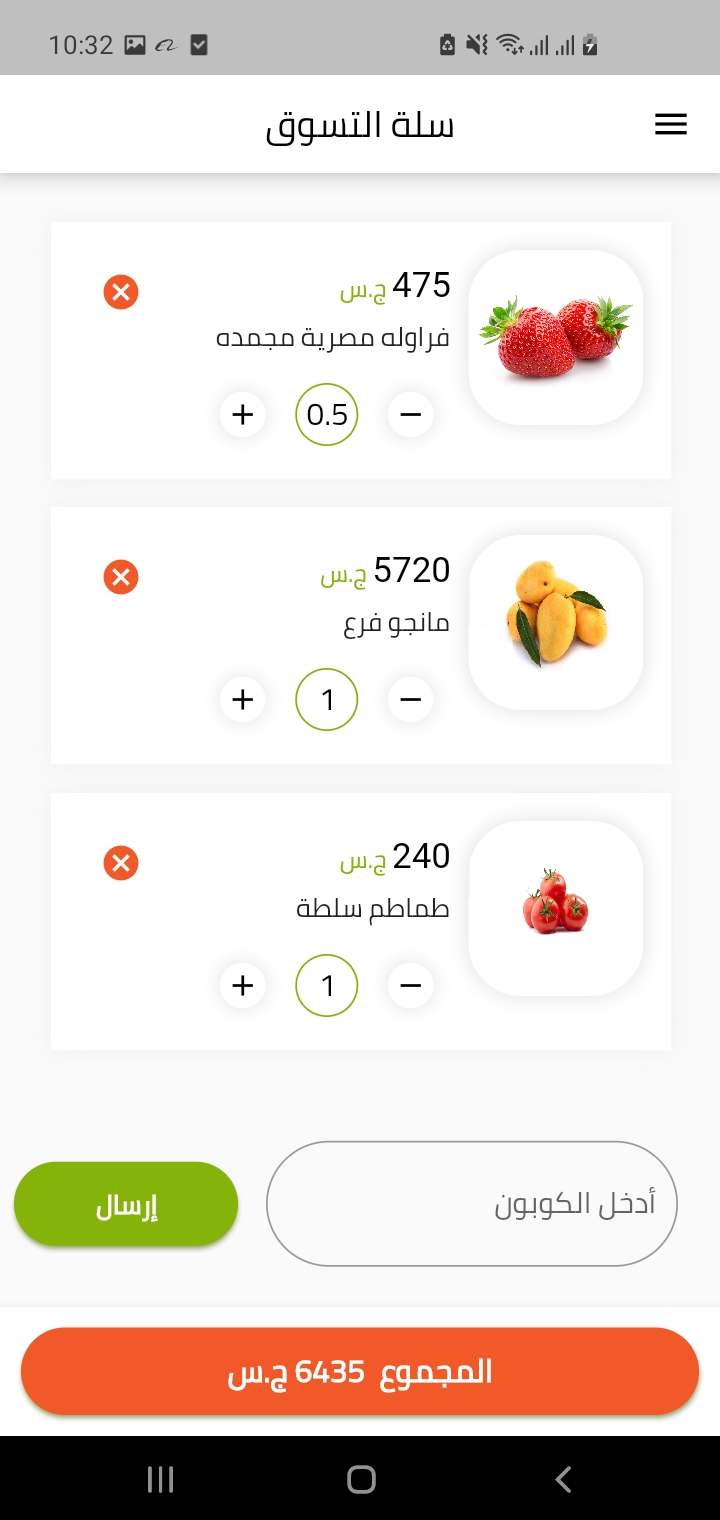 10:32
سلة التسوق
475 ج.س
فراوله مصرية مجمده
− 0.5 +
5720 ج.س
مانجو فرع
− 1 +
240 ج.س
طماطم سلطة
− 1 +
أدخل الكوبون
إرسال
المجموع 6435 ج.س